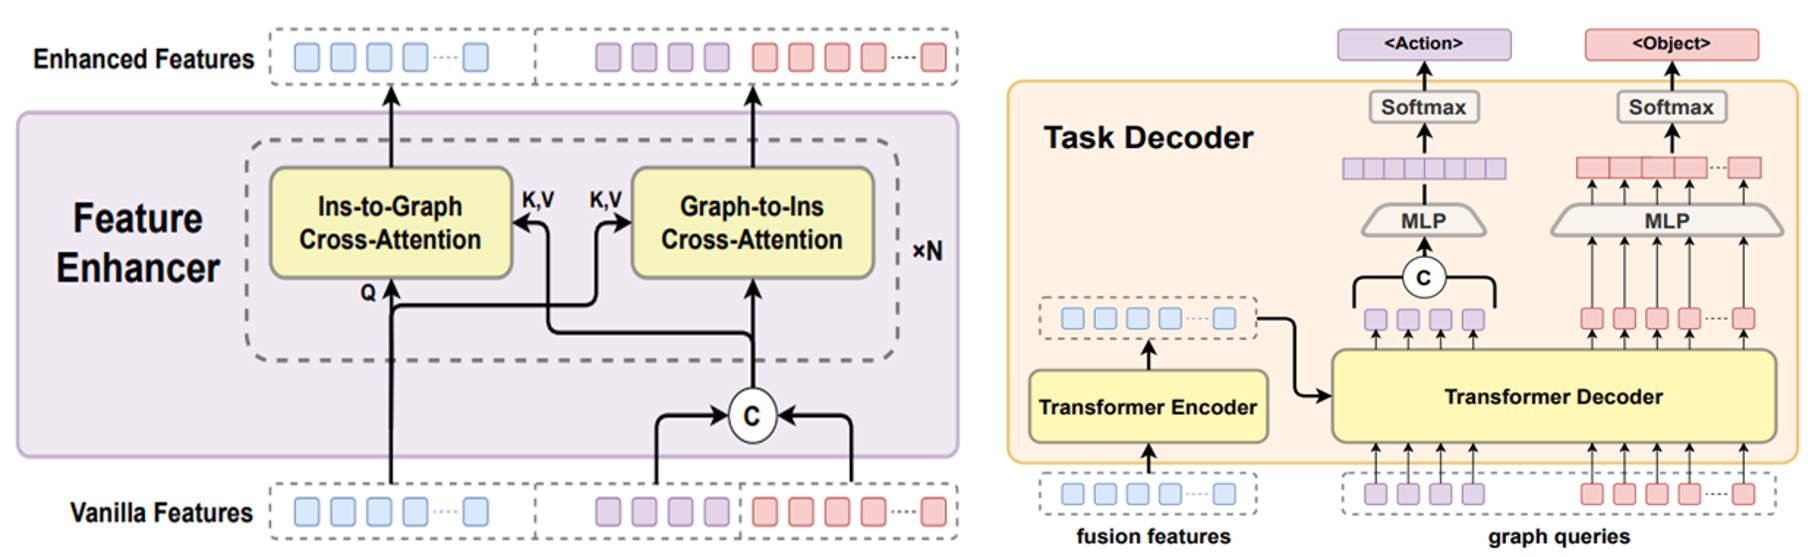 Enhanced Features
Feature
Enhancer
Ins-to-Graph
Cross-Attention
K,V
K,V
Graph-to-Ins
Cross-Attention
×N
Q
C
Vanilla Features
<Action>
<Object>
Task Decoder
Softmax
Softmax
MLP
MLP
C
Transformer Encoder
Transformer Decoder
fusion features
graph queries